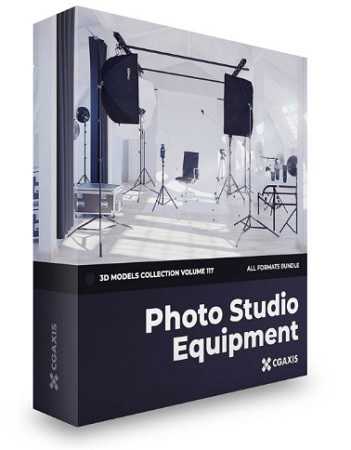 3D MODELS COLLECTION VOLUME 117
ALL FORMATS BUNDLE
Photo Studio
Equipment
CGAXIS
CGAXIS